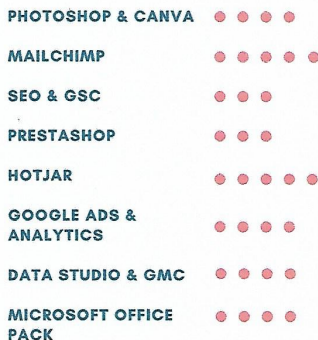 PHOTOSHOP & CANVA
MAILCHIMP
SEO & GSC
PRESTASHOP
HOTJAR
GOOGLE ADS &
ANALYTICS
DATA STUDIO & GMC
MICROSOFT OFFICE
PACK